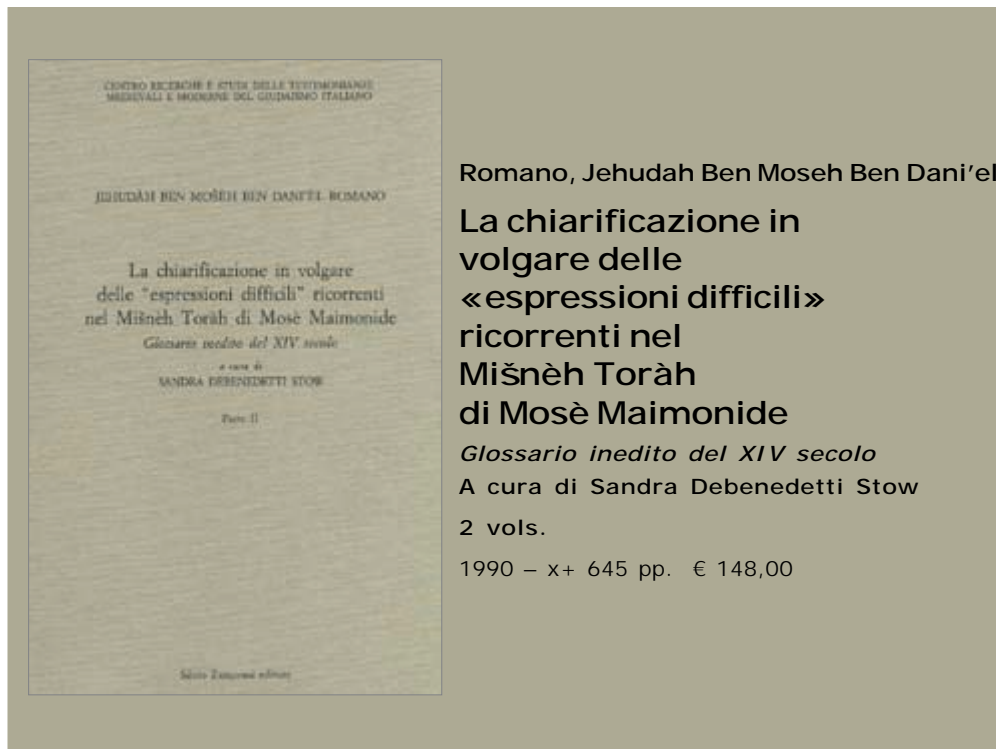 CENTRO RICERCHE E STUDI DELLE TESTIMONIANZE
MEDIEVALI E MODERNE DEL GIUDAISMO ITALIANO
JEHUDÀH BEN MOŠEH BEN DANI'EL ROMANO
La chiarificazione in volgare
delle "espressioni difficili" ricorrenti
nel Mišnèh Toràh di Mosè Maimonide
Glossario inedito del XIV secolo
a cura di
SANDRA DEBENEDETTI STOW
Parte II
editore
Romano, Jehudah Ben Moseh Ben Dani'el
La chiarificazione in
volgare delle
«espressioni difficili»
ricorrenti nel
Mišnèh Toràh
di Mosè Maimonide
Glossario inedito del XIV secolo
A cura di Sandra Debenedetti Stow
2 vols.
1990 – x+ 645 pp. € 148,00